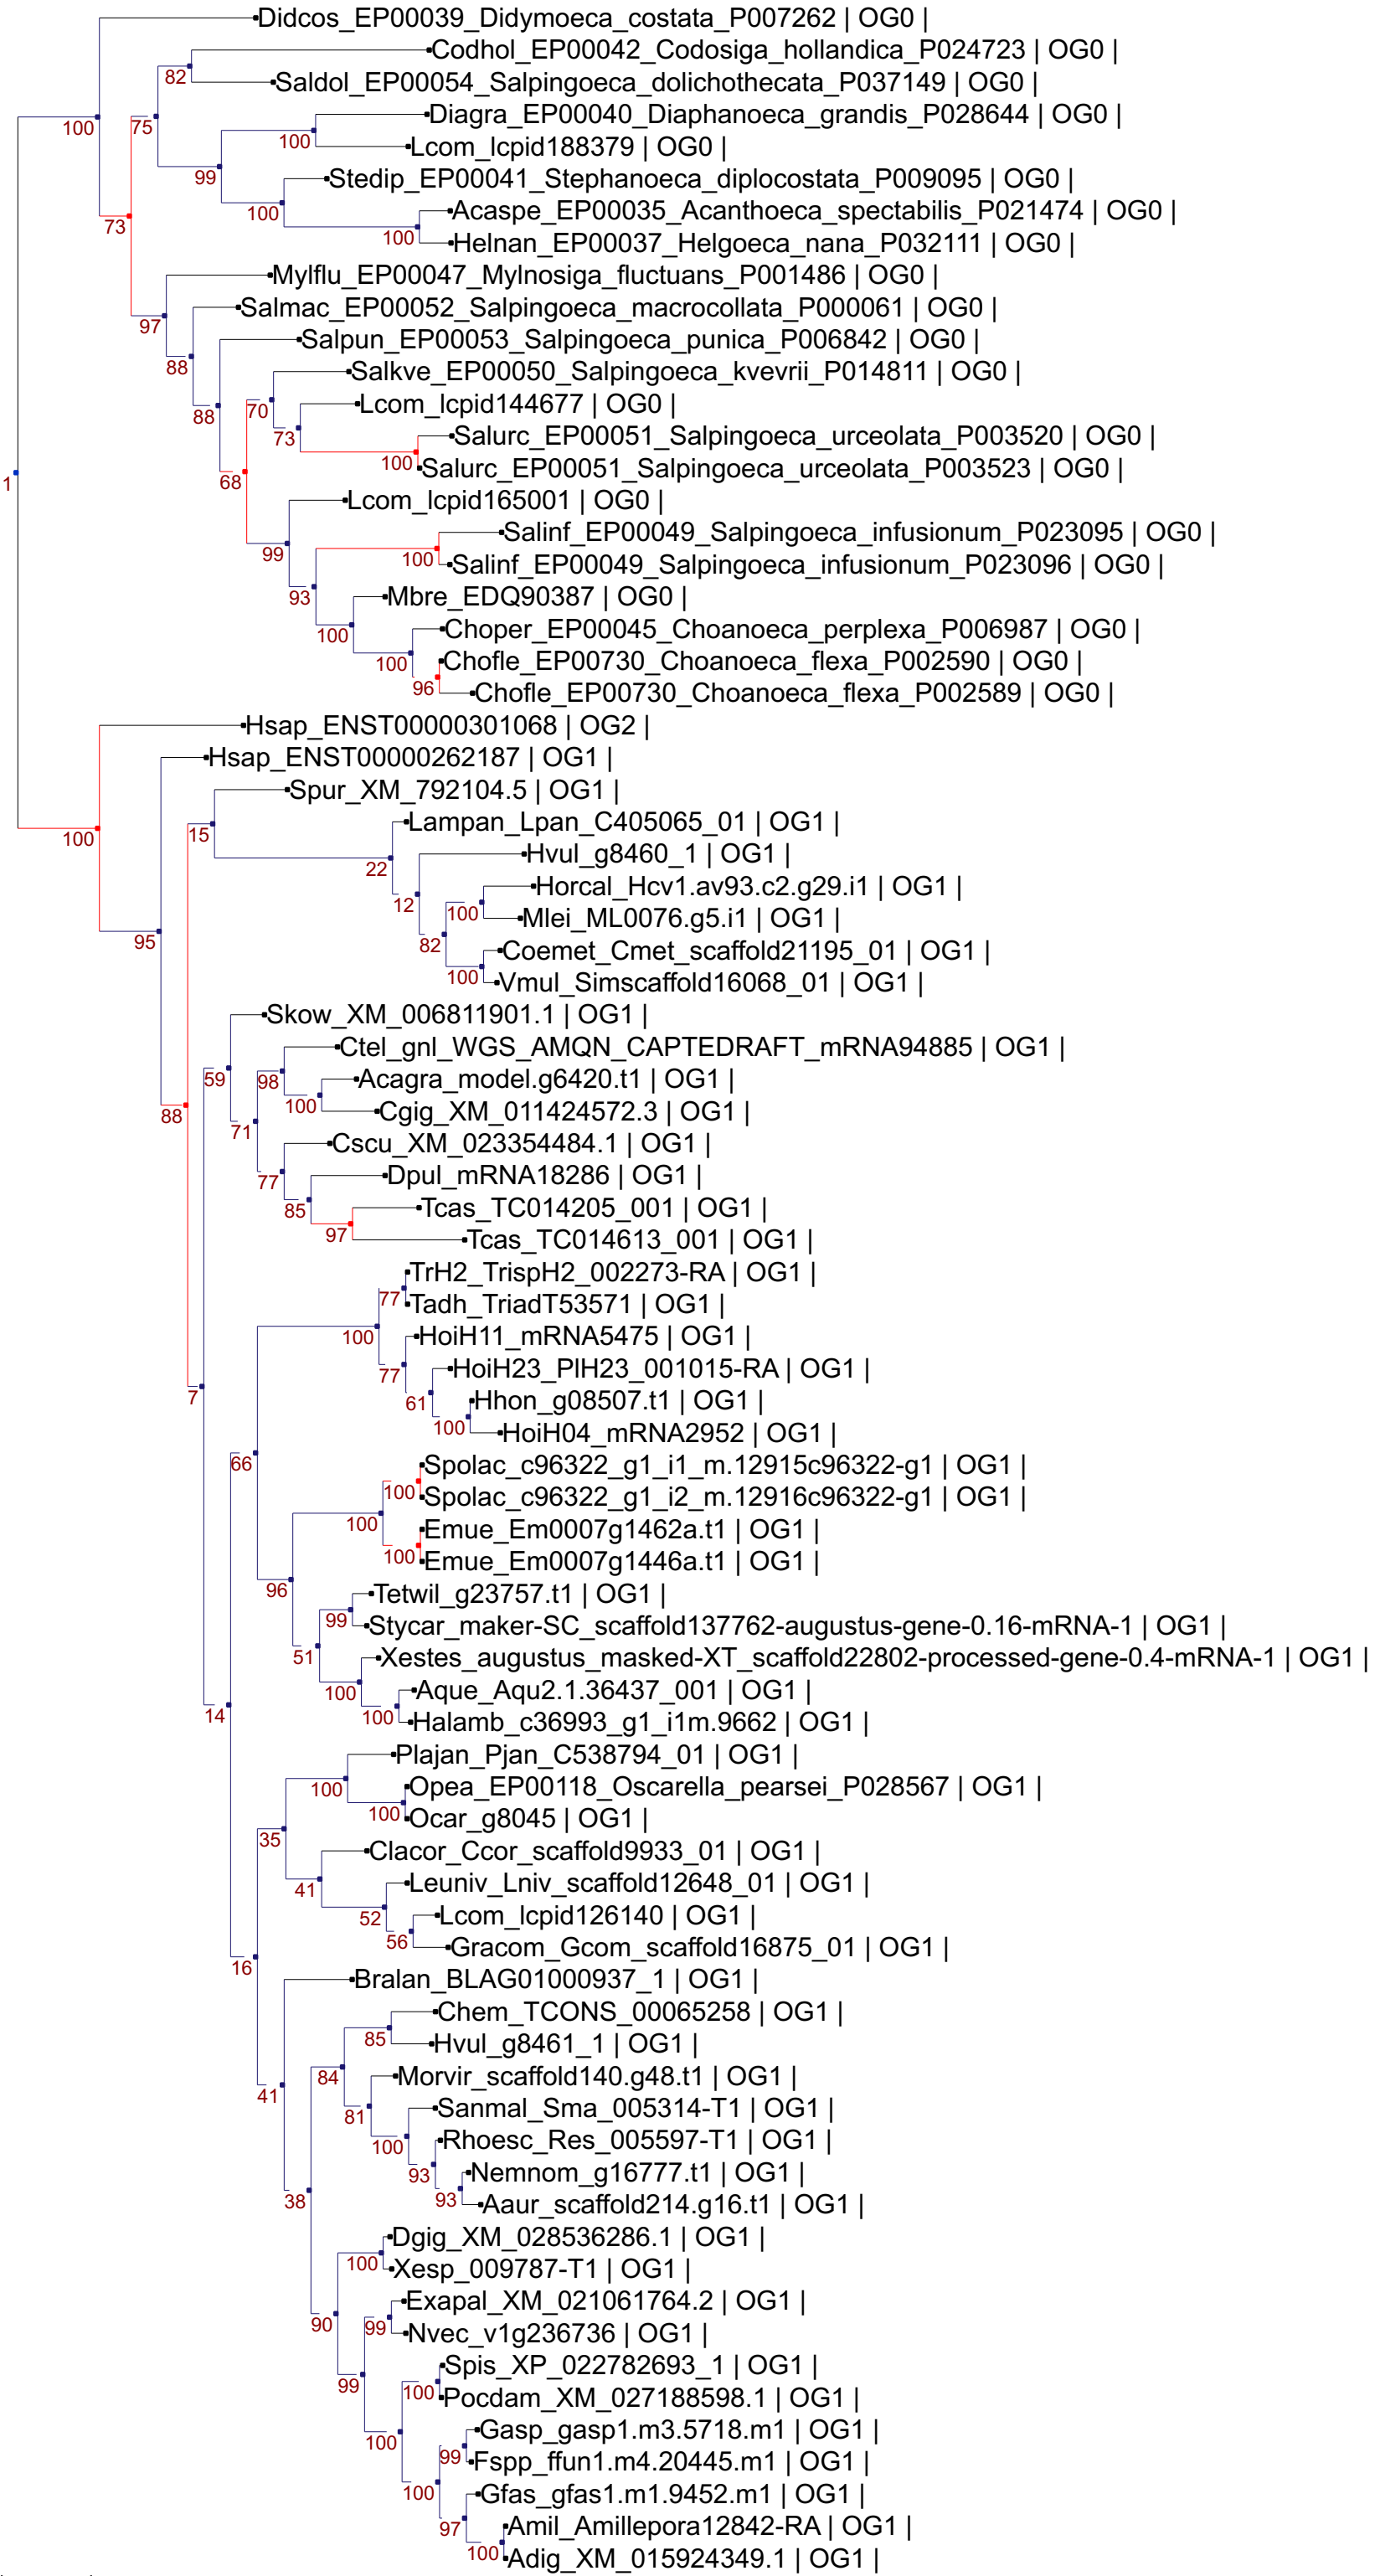 Didcos_EP00039_Didymoeca_costata_P007262 | OG0 |
Codhol_EP00042_Codosiga_hollandica_P024723 | OG0 |
82
Saldol_EP00054_Salpingoeca_dolichothecata_P037149 | OG0 |
Diagra_EP00040_Diaphanoeca_grandis_P028644 | OG0 |
100
75
100
Lcom_lcpid188379 | OG0 |
99
Stedip_EP00041_Stephanoeca_diplocostata_P009095 | OG0 |
100
Acaspe_EP00035_Acanthoeca_spectabilis_P021474 | OG0 |
73
100
Helnan_EP00037_Helgoeca_nana_P032111 | OG0 |
Mylflu_EP00047_Mylnosiga_fluctuans_P001486 | OG0 |
Salmac_EP00052_Salpingoeca_macrocollata_P000061 | OG0 |
97
Salpun_EP00053_Salpingoeca_punica_P006842 | OG0 |
88
Salkve_EP00050_Salpingoeca_kvevrii_P014811 | OG0 |
88
70
Lcom_lcpid144677 | OG0 |
73
Salurc_EP00051_Salpingoeca_urceolata_P003520 | OG0 |
100
Salurc_EP00051_Salpingoeca_urceolata_P003523 | OG0 |
1
68
Lcom_lcpid165001 | OG0 |
Salinf_EP00049_Salpingoeca_infusionum_P023095 | OG0 |
99
100
Salinf_EP00049_Salpingoeca_infusionum_P023096 | OG0 |
93
Mbre_EDQ90387 | OG0 |
100
Choper_EP00045_Choanoeca_perplexa_P006987 | OG0 |
100
Chofle_EP00730_Choanoeca_flexa_P002590 | OG0 |
96
Chofle_EP00730_Choanoeca_flexa_P002589 | OG0 |
Hsap_ENST00000301068 | OG2 |
Hsap_ENST00000262187 | OG1 |
Spur_XM_792104.5 | OG1 |
Lampan_Lpan_C405065_01 | OG1 |
100
15
Hvul_g8460_1 | OG1 |
22
Horcal_Hcv1.av93.c2.g29.i1 | OG1 |
12
100
Mlei_ML0076.g5.i1 | OG1 |
95
82
Coemet_Cmet_scaffold21195_01 | OG1 |
100
Vmul_Simscaffold16068_01 | OG1 |
Skow_XM_006811901.1 | OG1 |
Ctel_gnl_WGS_AMQN_CAPTEDRAFT_mRNA94885 | OG1 |
59
98
Acagra_model.g6420.t1 | OG1 |
100
Cgig_XM_011424572.3 | OG1 |
88
71
Cscu_XM_023354484.1 | OG1 |
77
Dpul_mRNA18286 | OG1 |
85
Tcas_TC014205_001 | OG1 |
97
Tcas_TC014613_001 | OG1 |
TrH2_TrispH2_002273-RA | OG1 |
77
Tadh_TriadT53571 | OG1 |
100
HoiH11_mRNA5475 | OG1 |
77
HoiH23_PlH23_001015-RA | OG1 |
7
61
Hhon_g08507.t1 | OG1 |
100
HoiH04_mRNA2952 | OG1 |
66
Spolac_c96322_g1_i1_m.12915c96322-g1 | OG1 |
100
Spolac_c96322_g1_i2_m.12916c96322-g1 | OG1 |
100
Emue_Em0007g1462a.t1 | OG1 |
100
Emue_Em0007g1446a.t1 | OG1 |
96
Tetwil_g23757.t1 | OG1 |
99
Stycar_maker-SC_scaffold137762-augustus-gene-0.16-mRNA-1 | OG1 |
51
Xestes_augustus_masked-XT_scaffold22802-processed-gene-0.4-mRNA-1 | OG1 |
100
Aque_Aqu2.1.36437_001 | OG1 |
14
100
Halamb_c36993_g1_i1m.9662 | OG1 |
Plajan_Pjan_C538794_01 | OG1 |
100
Opea_EP00118_Oscarella_pearsei_P028567 | OG1 |
100
Ocar_g8045 | OG1 |
35
Clacor_Ccor_scaffold9933_01 | OG1 |
41
Leuniv_Lniv_scaffold12648_01 | OG1 |
52
Lcom_lcpid126140 | OG1 |
56
Gracom_Gcom_scaffold16875_01 | OG1 |
16
Bralan_BLAG01000937_1 | OG1 |
Chem_TCONS_00065258 | OG1 |
85
Hvul_g8461_1 | OG1 |
84
Morvir_scaffold140.g48.t1 | OG1 |
41
81
Sanmal_Sma_005314-T1 | OG1 |
100
Rhoesc_Res_005597-T1 | OG1 |
93
Nemnom_g16777.t1 | OG1 |
38
93
Aaur_scaffold214.g16.t1 | OG1 |
Dgig_XM_028536286.1 | OG1 |
100
Xesp_009787-T1 | OG1 |
Exapal_XM_021061764.2 | OG1 |
90
99
Nvec_v1g236736 | OG1 |
Spis_XP_022782693_1 | OG1 |
99
100
Pocdam_XM_027188598.1 | OG1 |
Gasp_gasp1.m3.5718.m1 | OG1 |
100
99
Fspp_ffun1.m4.20445.m1 | OG1 |
100
Gfas_gfas1.m1.9452.m1 | OG1 |
97
Amil_Amillepora12842-RA | OG1 |
100
Adig_XM_015924349.1 | OG1 |